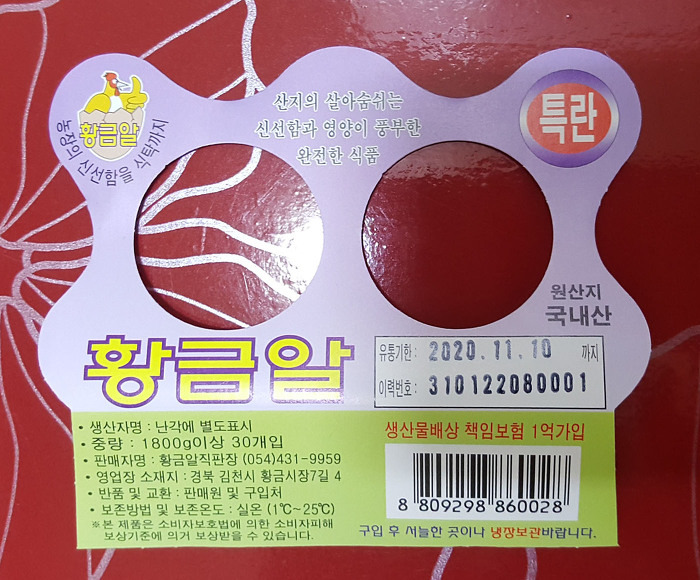 황금알
농장의 신선함을 식탁까지
산지의 살아숨쉬는
신선함과 영양이 풍부한
완전한 식품
특란
원산지
국내산
황금알
유통기한: 2020.11.10 까지
이력번호: 310122080001
• 생산자명 : 난각에 별도표시
• 중량 : 1800g이상 30개입
• 판매자명 : 황금알직판장 (054)431-9959
• 영업장 소재지 : 경북 김천시 황금시장7길 4
• 반품 및 교환 : 판매원 및 구입처
• 보존방법 및 보존온도 : 실온 (1℃~25℃)
※본 제품은 소비자보호법에 의한 소비자피해
보상기준에 의거 보상받을 수 있습니다.
생산물배상 책임보험 1억가입
8 809298 860028
구입 후 서늘한 곳이나 냉장보관바랍니다.